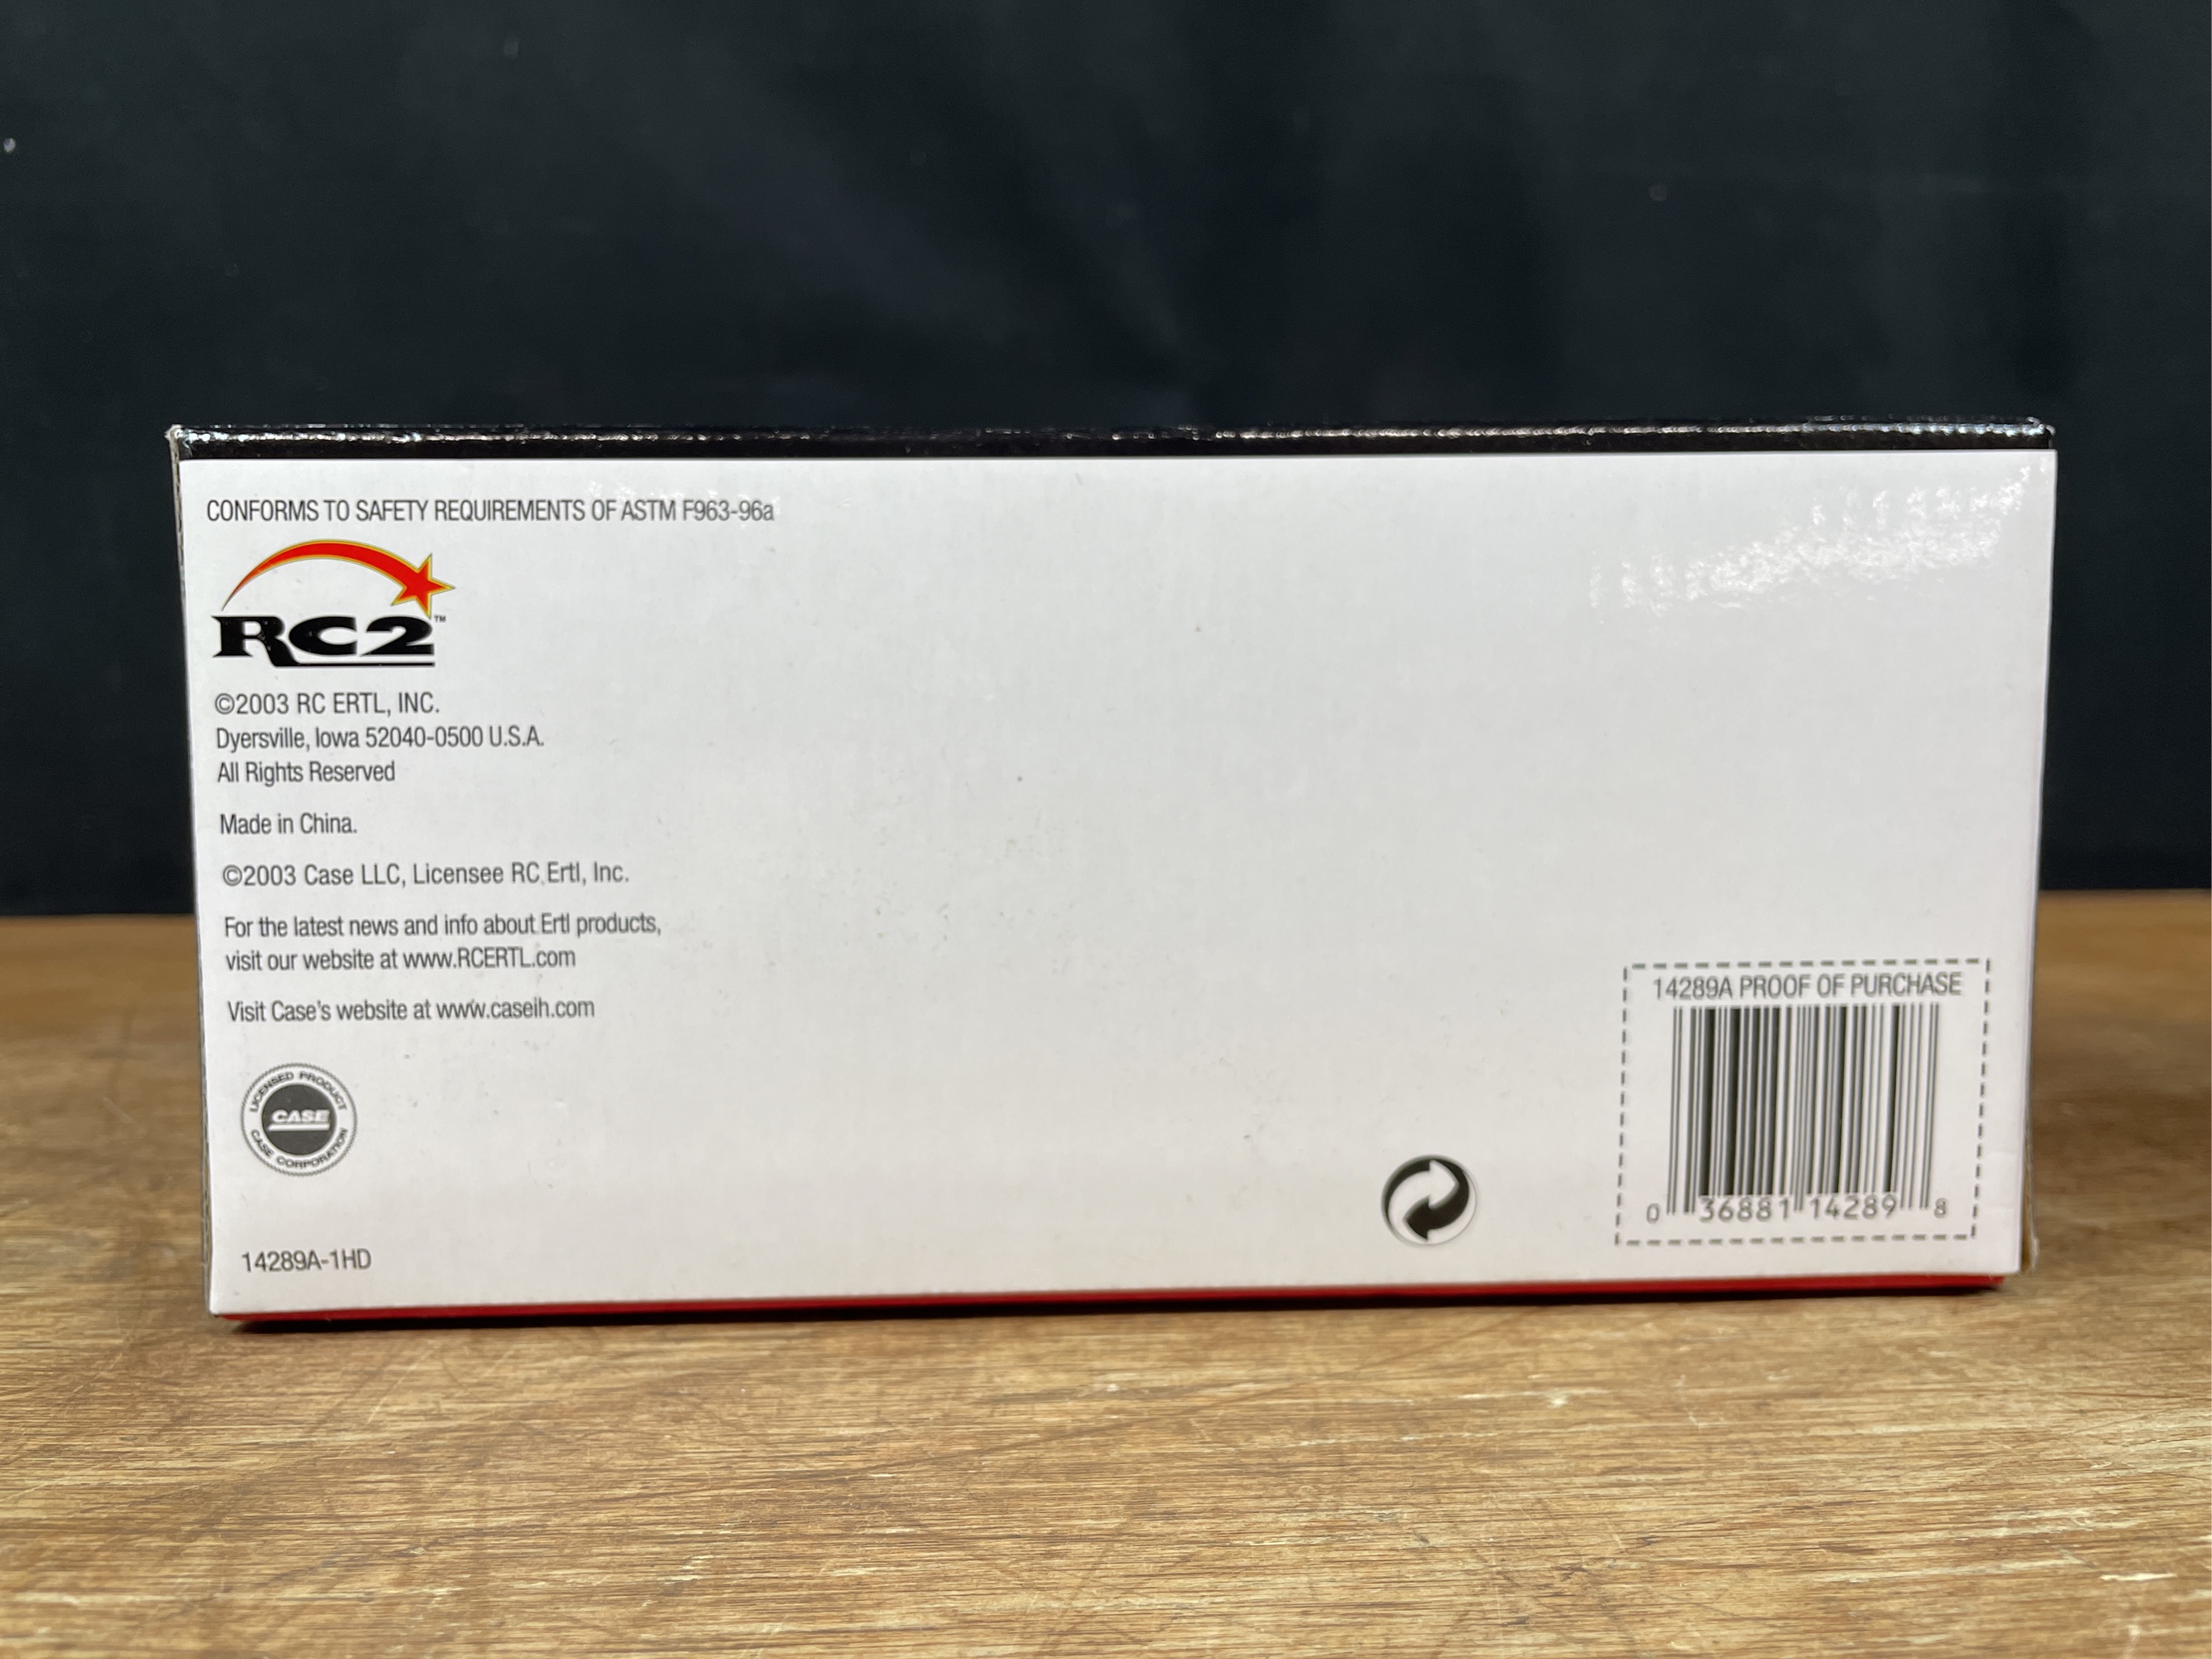 CONFORMS TO SAFETY REQUIREMENTS OF ASTM F963-96a
RC2™
©2003 RC ERTL, INC.
Dyersville, Iowa 52040-0500 U.S.A.
All Rights Reserved
Made in China.
©2003 Case LLC, Licensee RC Ertl, Inc.
For the latest news and info about Ertl products,
visit our website at www.RCERTL.com
Visit Case's website at www.caseih.com
LICENSED PRODUCT
CASE
CASE CORPORATION
14289A-1HD
14289A PROOF OF PURCHASE
0 36881 14289 8